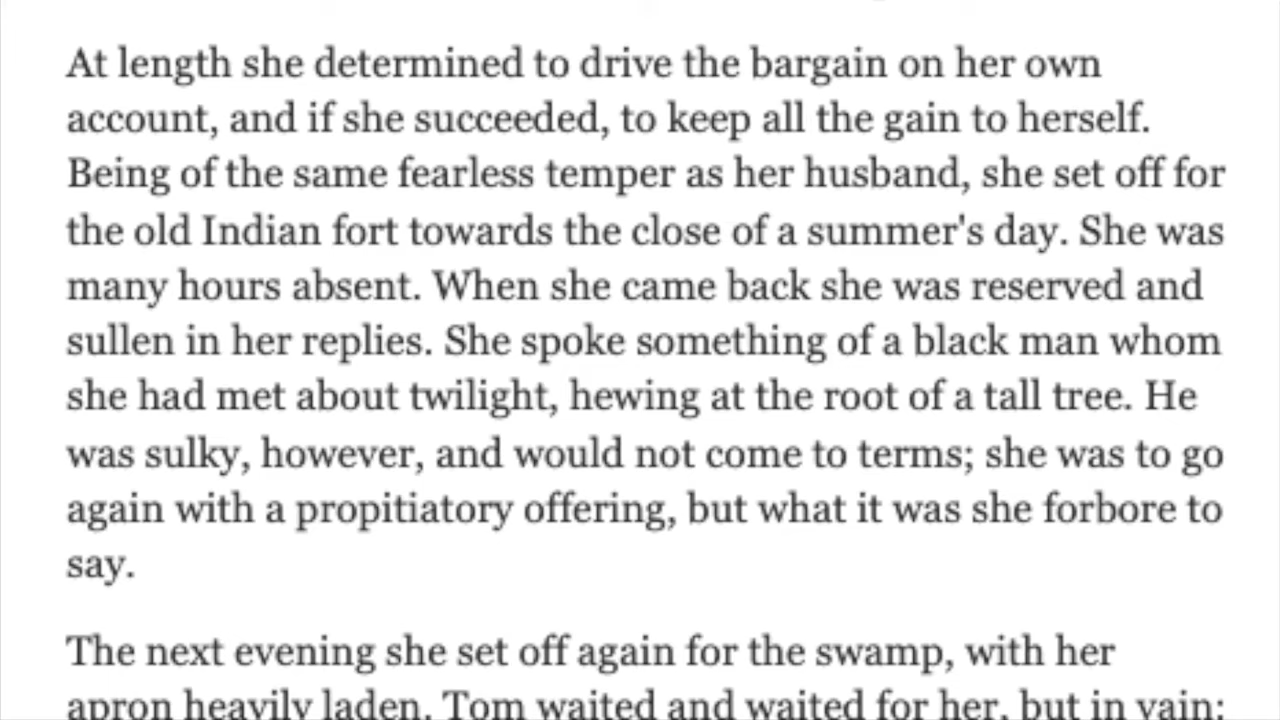 At length she determined to drive the bargain on her own
account, and if she succeeded, to keep all the gain to herself.
Being of the same fearless temper as her husband, she set off for
the old Indian fort towards the close of a summer's day. She was
many hours absent. When she came back she was reserved and
sullen in her replies. She spoke something of a black man whom
she had met about twilight, hewing at the root of a tall tree. He
was sulky, however, and would not come to terms; she was to go
again with a propitiatory offering, but what it was she forbore to
say.
The next evening she set off again for the swamp, with her
apron heavily laden. Tom waited and waited for her, but in vain;